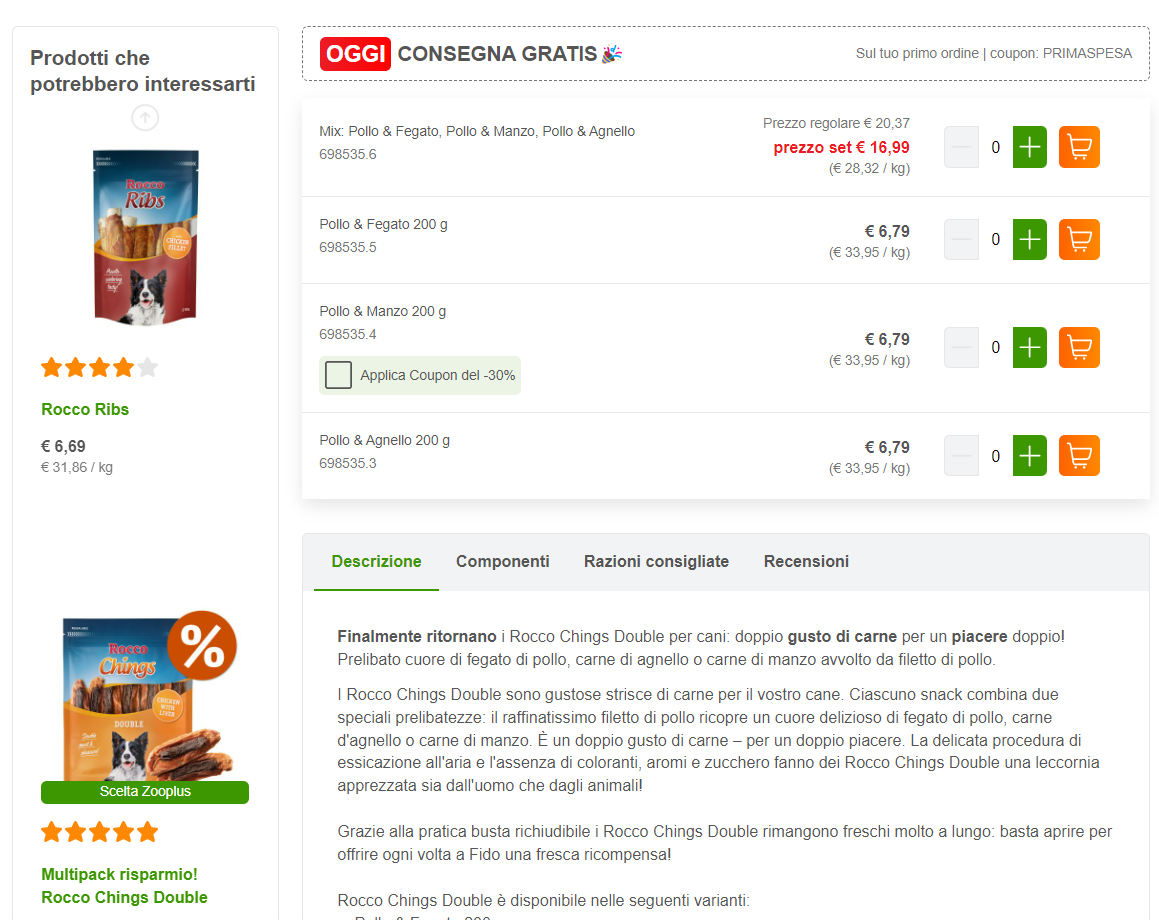 Prodotti che
potrebbero interessarti
Rocco
Ribs
CHICKEN
FILLET
Rocco Ribs
€ 6,69
€ 31,86 / kg
%
Rocco
Chings
CHICKEN
WITH
LIVER
DOUBLE
Scelta Zooplus
Multipack risparmio!
Rocco Chings Double
OGGI CONSEGNA GRATIS
Sul tuo primo ordine | coupon: PRIMASPESA
Mix: Pollo & Fegato, Pollo & Manzo, Pollo & Agnello
698535.6
Prezzo regolare € 20,37
prezzo set € 16,99
(€ 28,32 / kg)
0
Pollo & Fegato 200 g
698535.5
€ 6,79
(€ 33,95 / kg)
0
Pollo & Manzo 200 g
698535.4
Applica Coupon del -30%
€ 6,79
(€ 33,95 / kg)
0
Pollo & Agnello 200 g
698535.3
€ 6,79
(€ 33,95 / kg)
0
Descrizione Componenti Razioni consigliate Recensioni
Finalmente ritornano i Rocco Chings Double per cani: doppio gusto di carne per un piacere doppio!
Prelibato cuore di fegato di pollo, carne di agnello o carne di manzo avvolto da filetto di pollo.
I Rocco Chings Double sono gustose strisce di carne per il vostro cane. Ciascuno snack combina due
speciali prelibatezze: il raffinatissimo filetto di pollo ricopre un cuore delizioso di fegato di pollo, carne
d'agnello o carne di manzo. È un doppio gusto di carne – per un doppio piacere. La delicata procedura di
essicazione all'aria e l'assenza di coloranti, aromi e zucchero fanno dei Rocco Chings Double una leccornia
apprezzata sia dall'uomo che dagli animali!
Grazie alla pratica busta richiudibile i Rocco Chings Double rimangono freschi molto a lungo: basta aprire per
offrire ogni volta a Fido una fresca ricompensa!
Rocco Chings Double è disponibile nelle seguenti varianti:
Pollo & Fegato 200